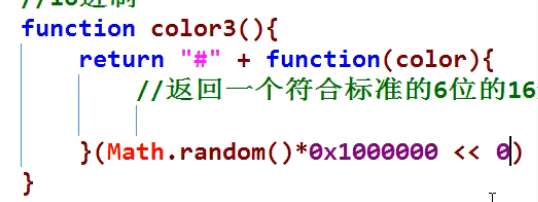 //16进制
function color3(){
return "#" + function(color){
//返回一个符合标准的6位的16
}(Math.random()*0x1000000 << 0)
}